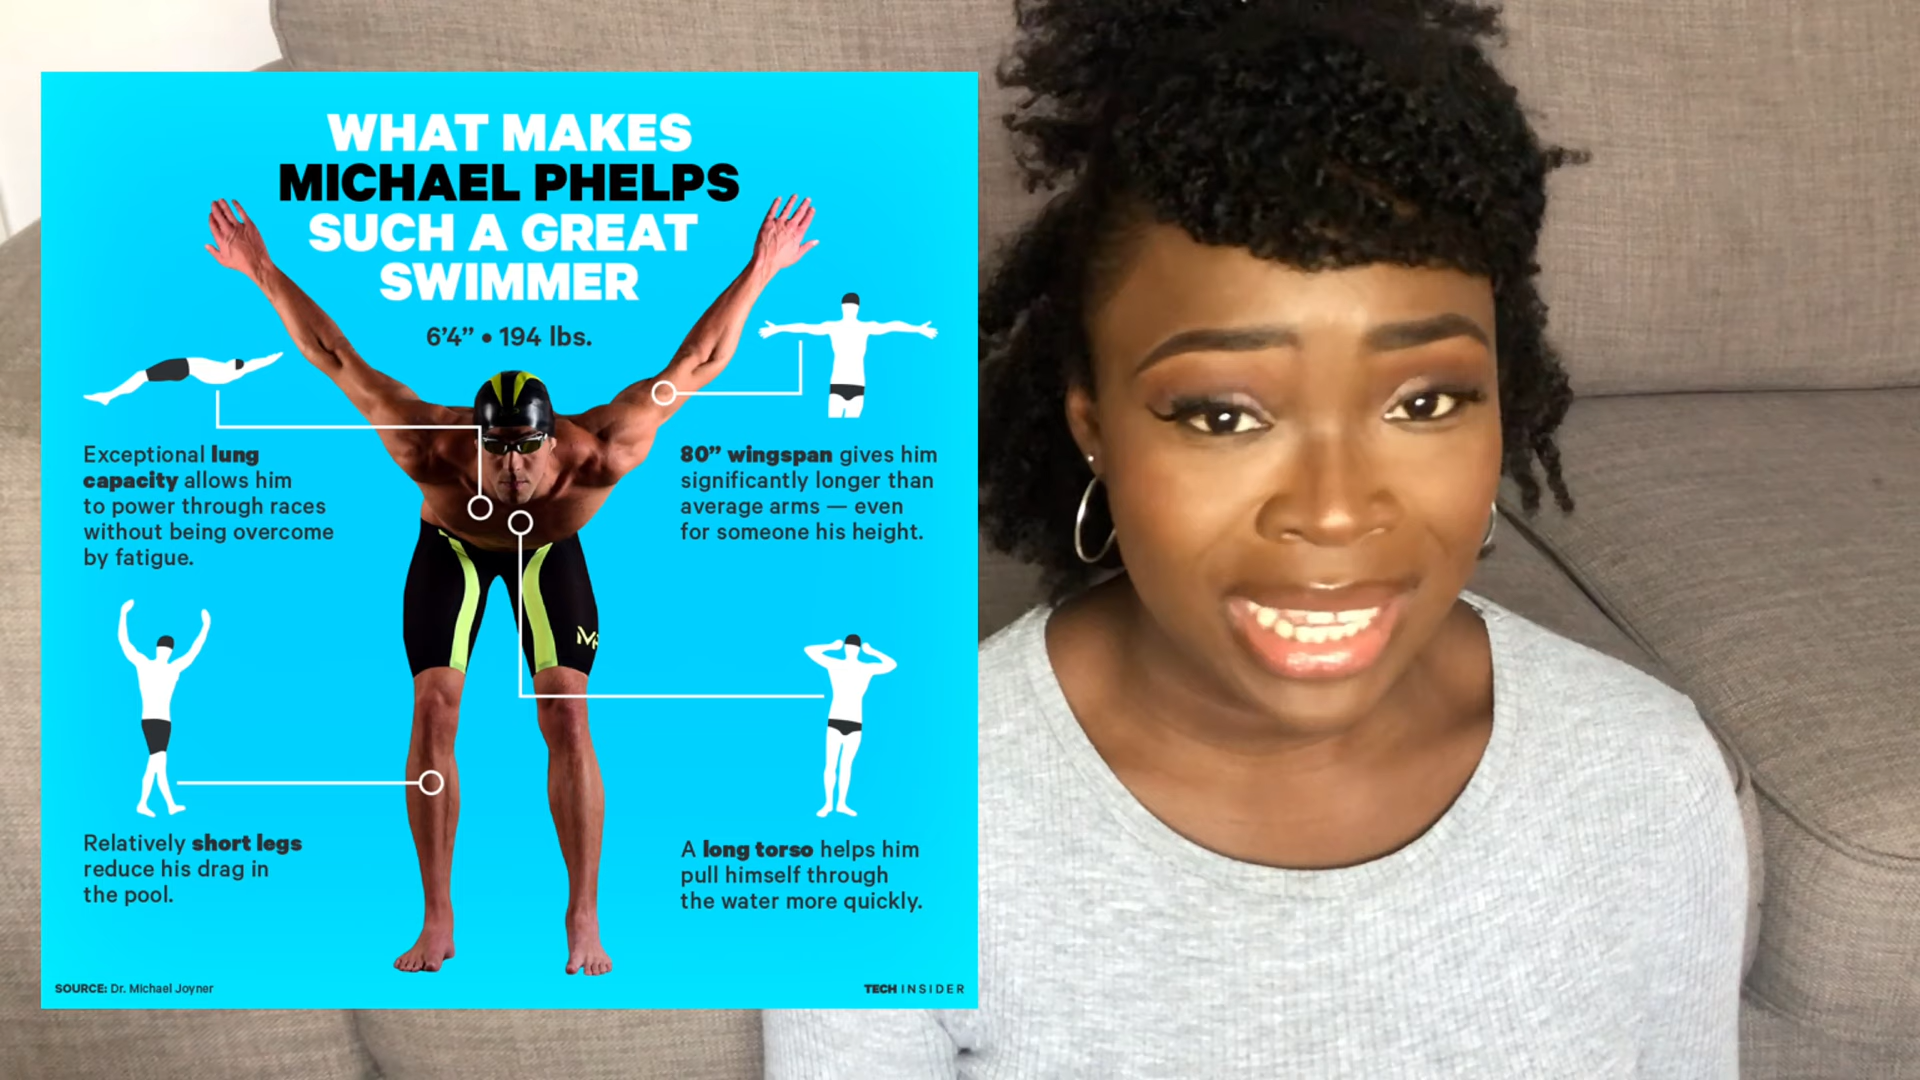 WHAT MAKES
MICHAEL PHELPS
SUCH A GREAT
SWIMMER
6’4” • 194 lbs.
Exceptional lung
capacity allows him
to power through races
without being overcome
by fatigue.
80” wingspan gives him
significantly longer than
average arms — even
for someone his height.
Relatively short legs
reduce his drag in
the pool.
A long torso helps him
pull himself through
the water more quickly.
SOURCE: Dr. Michael Joyner
TECH INSIDER